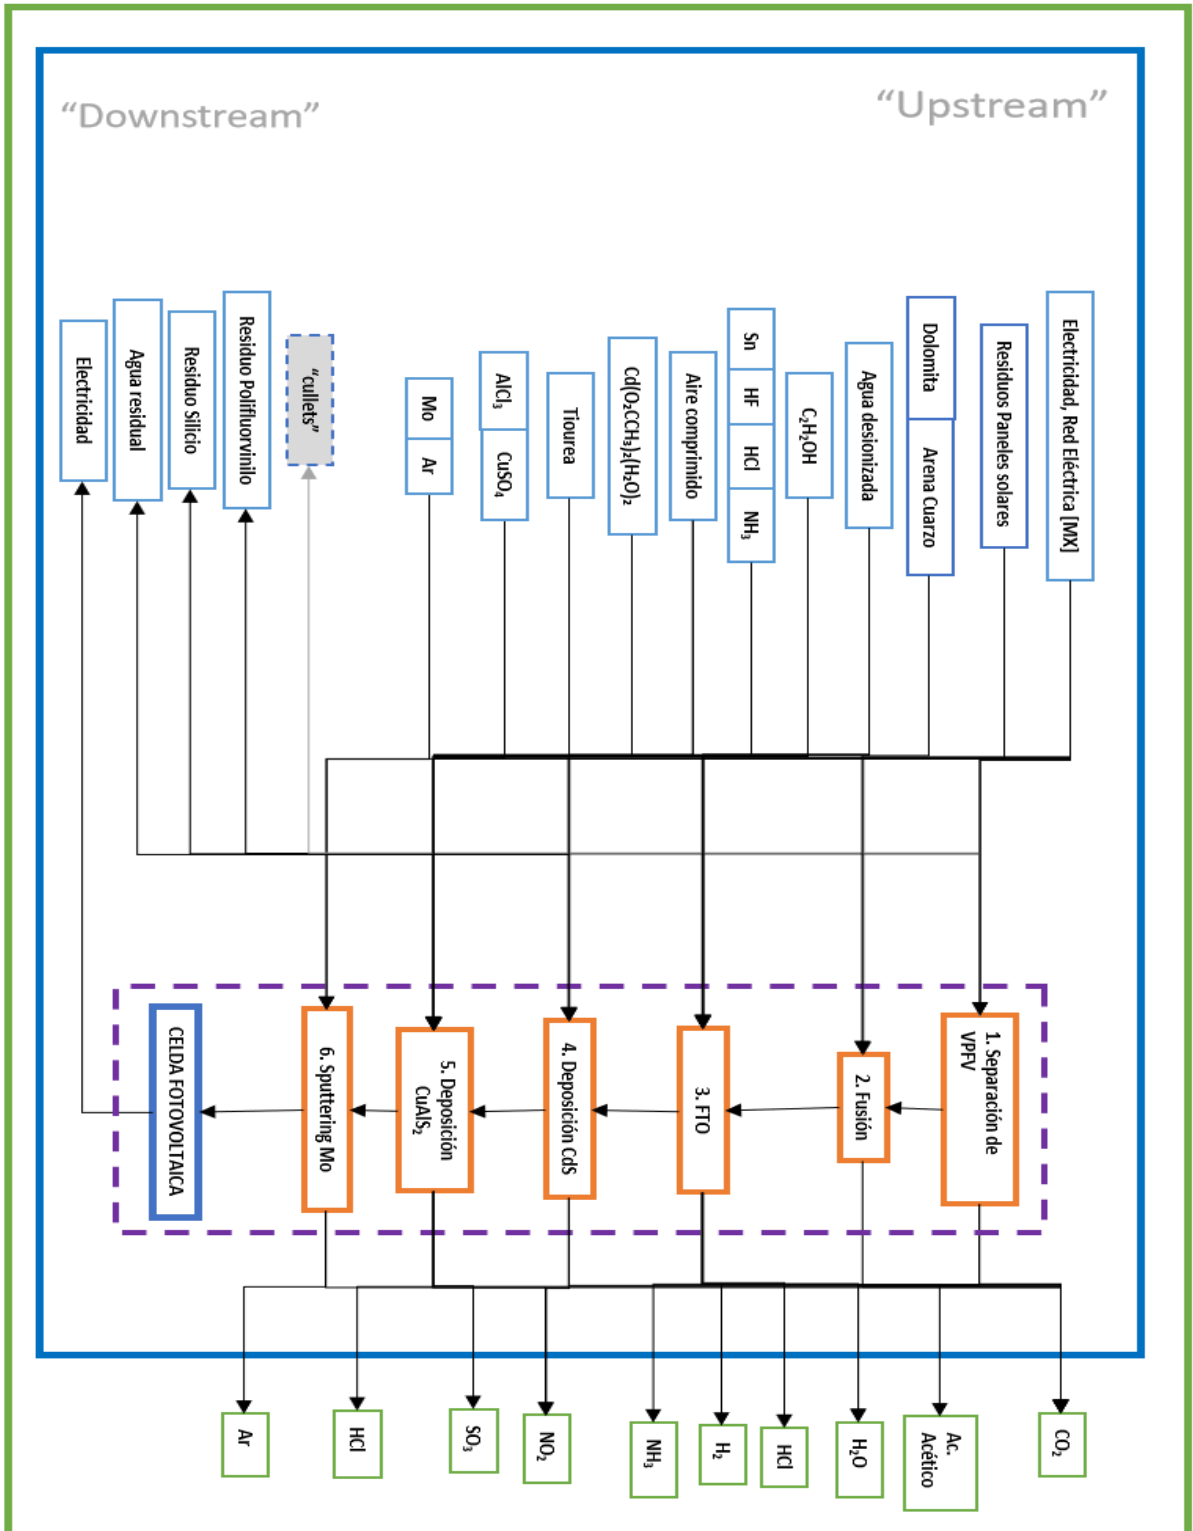 “Downstream”
“Upstream”
Electricidad, Red Eléctrica [MX]
Residuos Paneles solares
Dolomita
Arena Cuarzo
Agua desionizada
C₂H₂OH
Sn
HF
HCl
NH₃
Aire comprimido
Cd(O₂CCH₃)₂(H₂O)₂
Tiourea
AlCl₃
CuSO₄
Mo
Ar
“cullets”
Residuo Polifluorvinilo
Residuo Silicio
Agua residual
Electricidad
1. Separación de
VPFV
2. Fusión
3. FTO
4. Deposición CdS
5. Deposición
CuAlS₂
6. Sputtering Mo
CELDA FOTOVOLTAICA
CO₂
Ac.
Acético
H₂O
HCl
H₂
NH₃
NO₂
SO₃
HCl
Ar